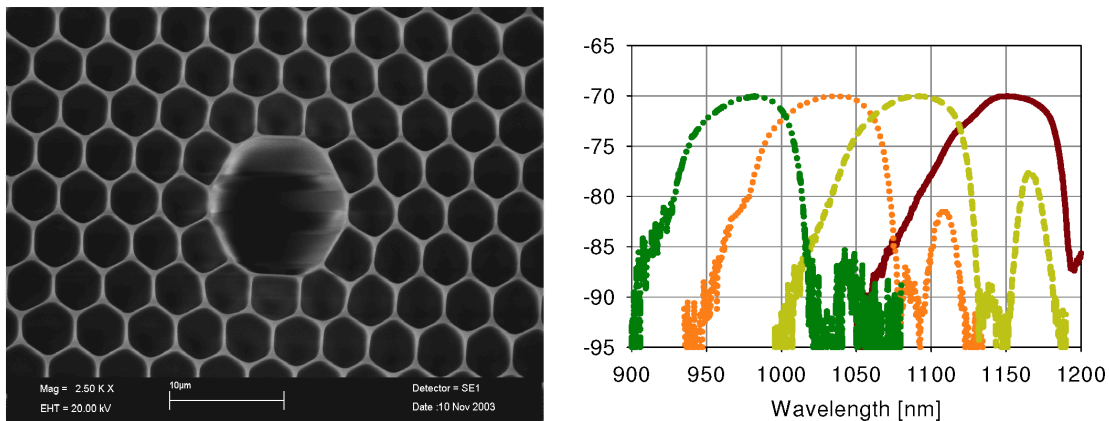 Mag = 2.50 K X
EHT = 20.00 kV
10µm
Detector = SE1
Date :10 Nov 2003
-65
-70
-75
-80
-85
-90
-95
900 950 1000 1050 1100 1150 1200
Wavelength [nm]